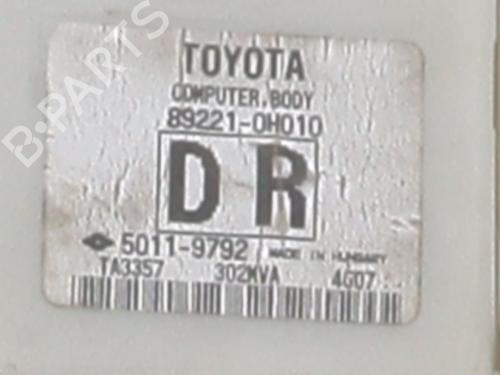 B-PARTS
TOYOTA
COMPUTER, BODY
89221-0H010
D R
5011-9792 MADE IN HUNGARY
TA3357 302MVA 4G07